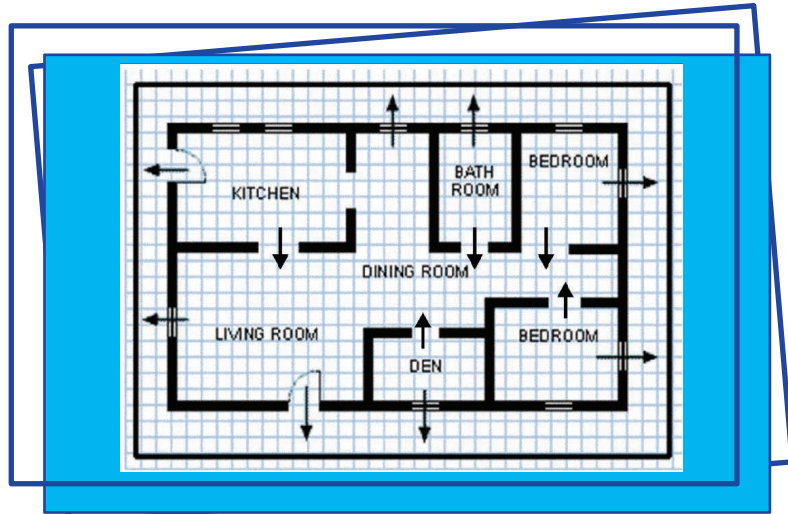 BEDROOM
BATH
ROOM
KITCHEN
DINING ROOM
LIVING ROOM
BEDROOM
DEN